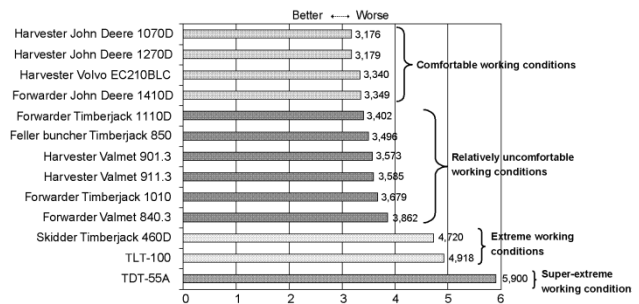 Better Worse
Harvester John Deere 1070D 3,176
Harvester John Deere 1270D 3,179
Harvester Volvo EC210BLC 3,340
Forwarder John Deere 1410D 3,349
Comfortable working conditions
Forwarder Timberjack 1110D 3,402
Feller buncher Timberjack 850 3,496
Harvester Valmet 901.3 3,573
Harvester Valmet 911.3 3,585
Forwarder Timberjack 1010 3,679
Forwarder Valmet 840.3 3,862
Relatively uncomfortable
working conditions
Skidder Timberjack 460D 4,720
TLT-100 4,918
Extreme working
conditions
TDT-55A 5,900
Super-extreme
working condition
0 1 2 3 4 5 6